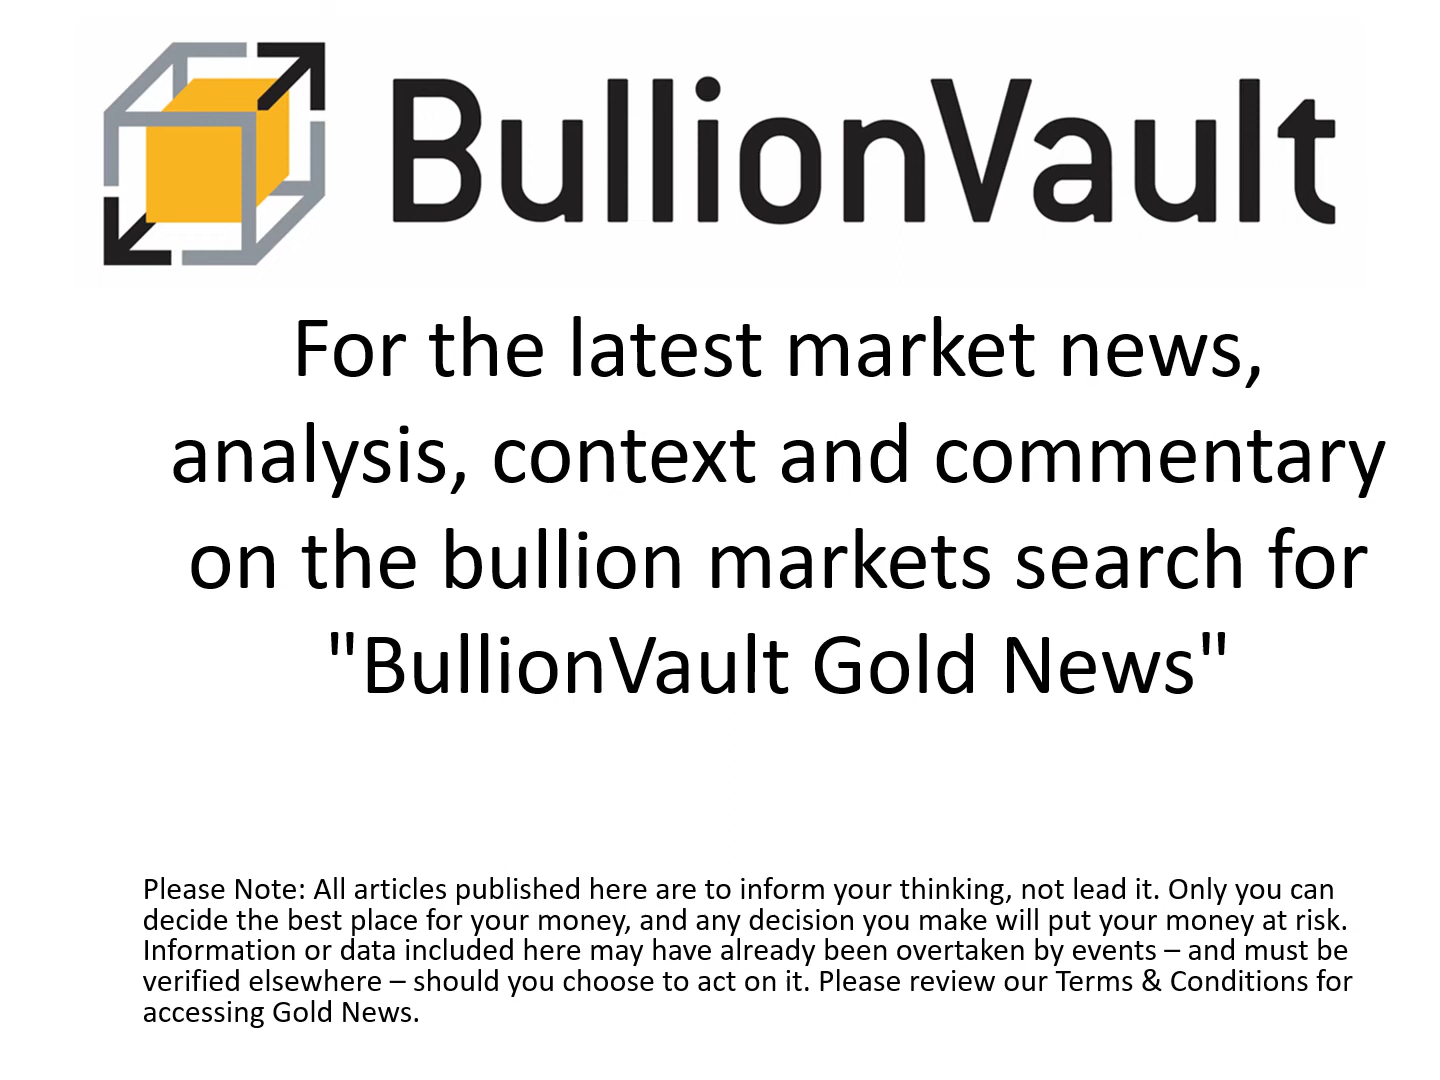 BullionVault
For the latest market news,
analysis, context and commentary
on the bullion markets search for
"BullionVault Gold News"
Please Note: All articles published here are to inform your thinking, not lead it. Only you can
decide the best place for your money, and any decision you make will put your money at risk.
Information or data included here may have already been overtaken by events – and must be
verified elsewhere – should you choose to act on it. Please review our Terms & Conditions for
accessing Gold News.